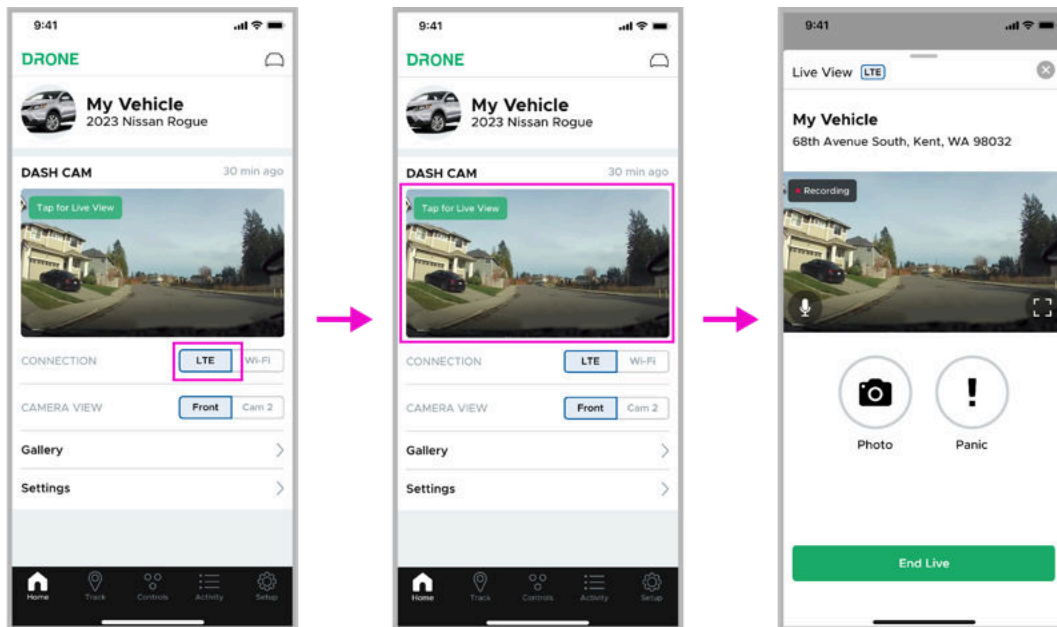 9:41
DRONE
My Vehicle
2023 Nissan Rogue
DASH CAM 30 min ago
Tap for Live View
CONNECTION LTE Wi-Fi
CAMERA VIEW Front Cam 2
Gallery
Settings
Home Track Controls Activity Setup
9:41
DRONE
My Vehicle
2023 Nissan Rogue
DASH CAM 30 min ago
Tap for Live View
CONNECTION LTE Wi-Fi
CAMERA VIEW Front Cam 2
Gallery
Settings
Home Track Controls Activity Setup
9:41
Live View LTE
My Vehicle
68th Avenue South, Kent, WA 98032
Recording
Photo Panic
End Live